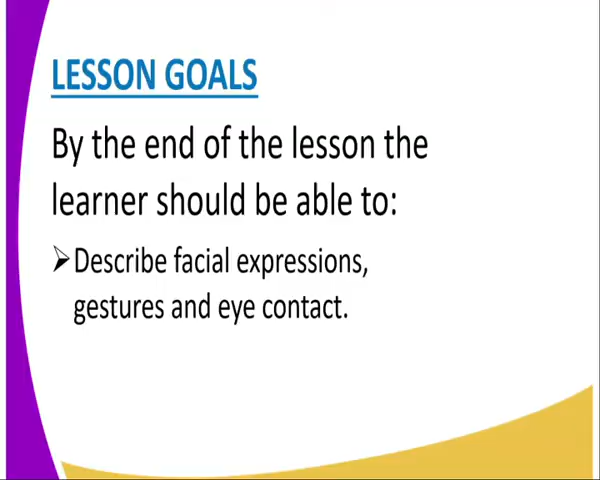 LESSON GOALS
By the end of the lesson the
learner should be able to:
➢Describe facial expressions,
gestures and eye contact.